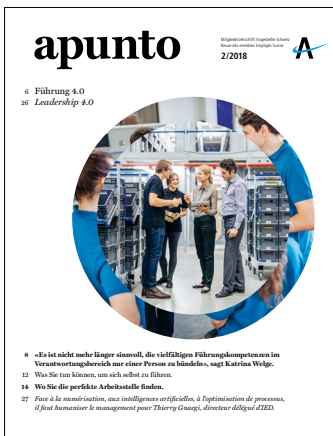 apunto
Mitgliederzeitschrift Angestellte Schweiz
Revue des membres Employés Suisse
2/2018
6 Führung 4.0
26 Leadership 4.0
8 «Es ist nicht mehr länger sinnvoll, die vielfältigen Führungskompetenzen im
Verantwortungsbereich nur einer Person zu bündeln», sagt Katrina Welge.
12 Was Sie tun können, um sich selbst zu führen.
14 Wo Sie die perfekte Arbeitsstelle finden.
27 Face à la numérisation, aux intelligences artificielles, à l'optimisation de processus,
il faut humaniser le management pour Thierry Gnaegi, directeur délégué d'IED.